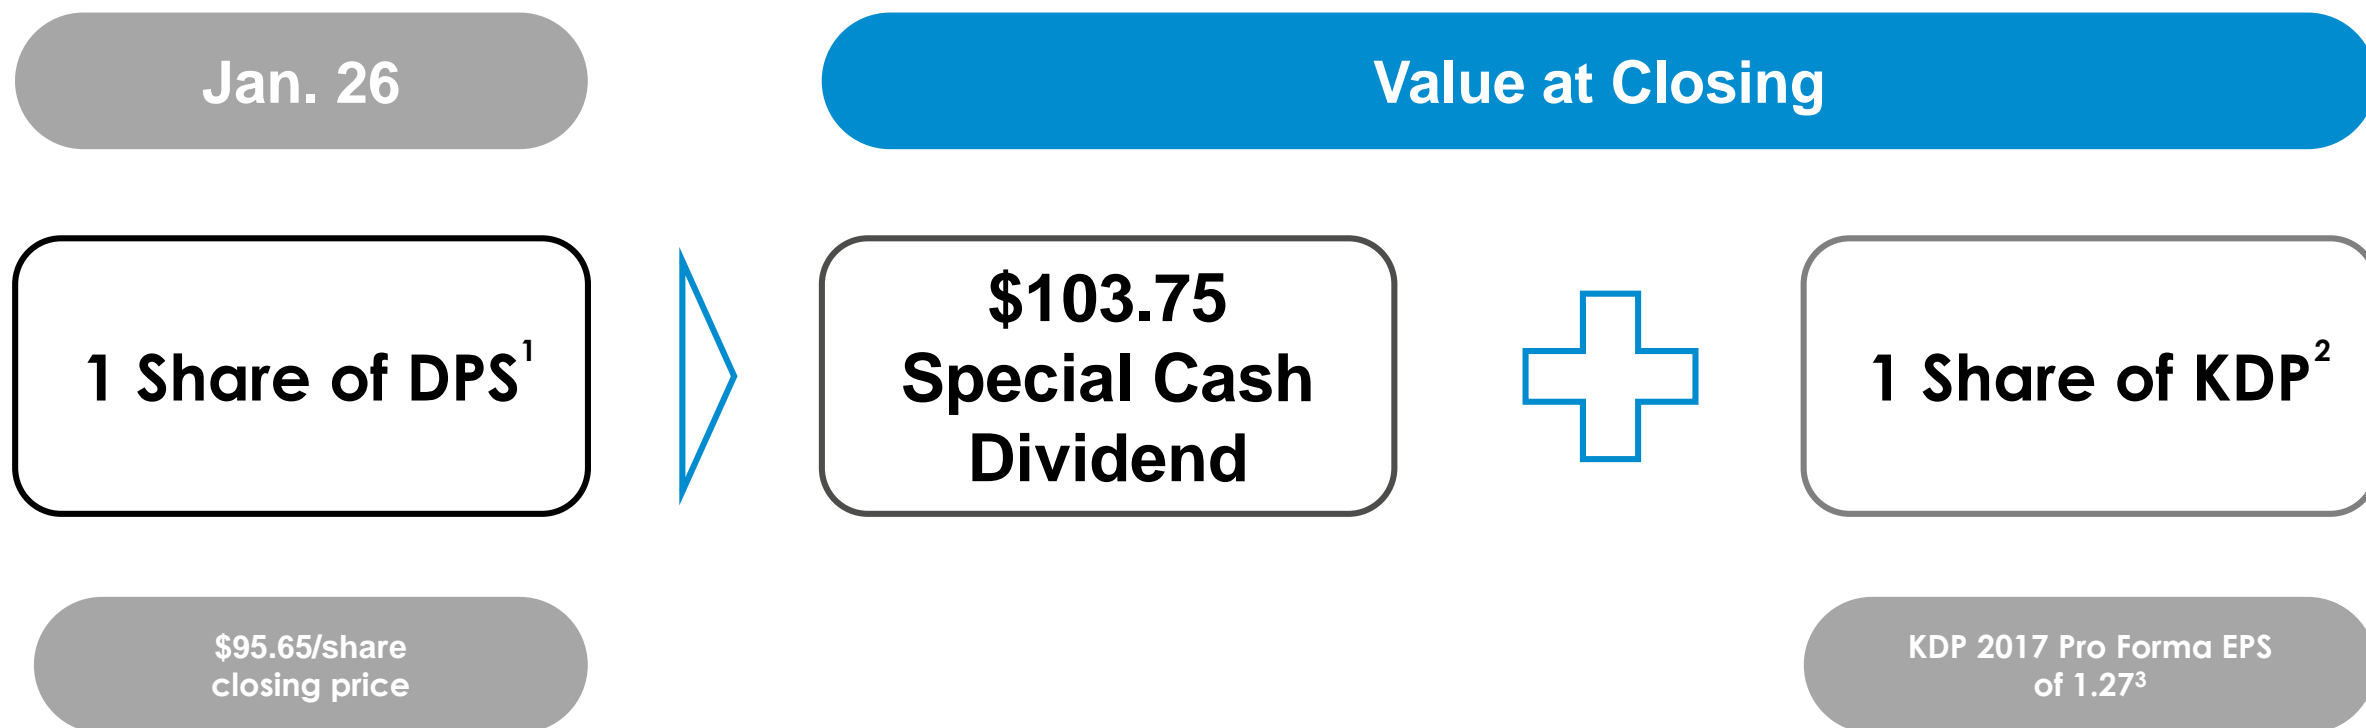 Jan. 26
Value at Closing
1 Share of DPS¹
$103.75
Special Cash
Dividend
1 Share of KDP²
$95.65/share
closing price
KDP 2017 Pro Forma EPS
of 1.27³